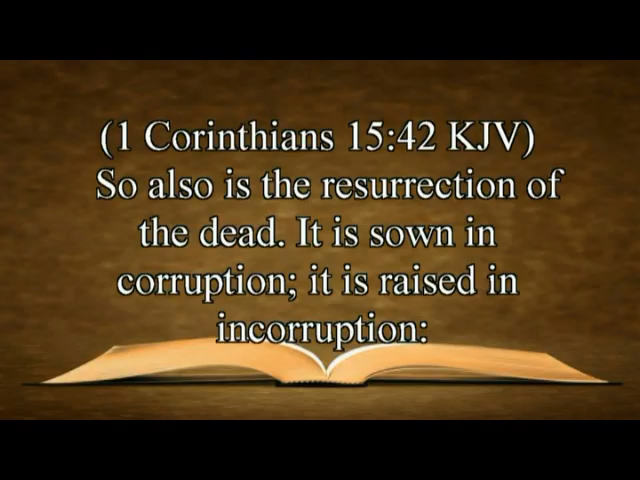 (1 Corinthians 15:42 KJV)
So also is the resurrection of
the dead. It is sown in
corruption; it is raised in
incorruption: